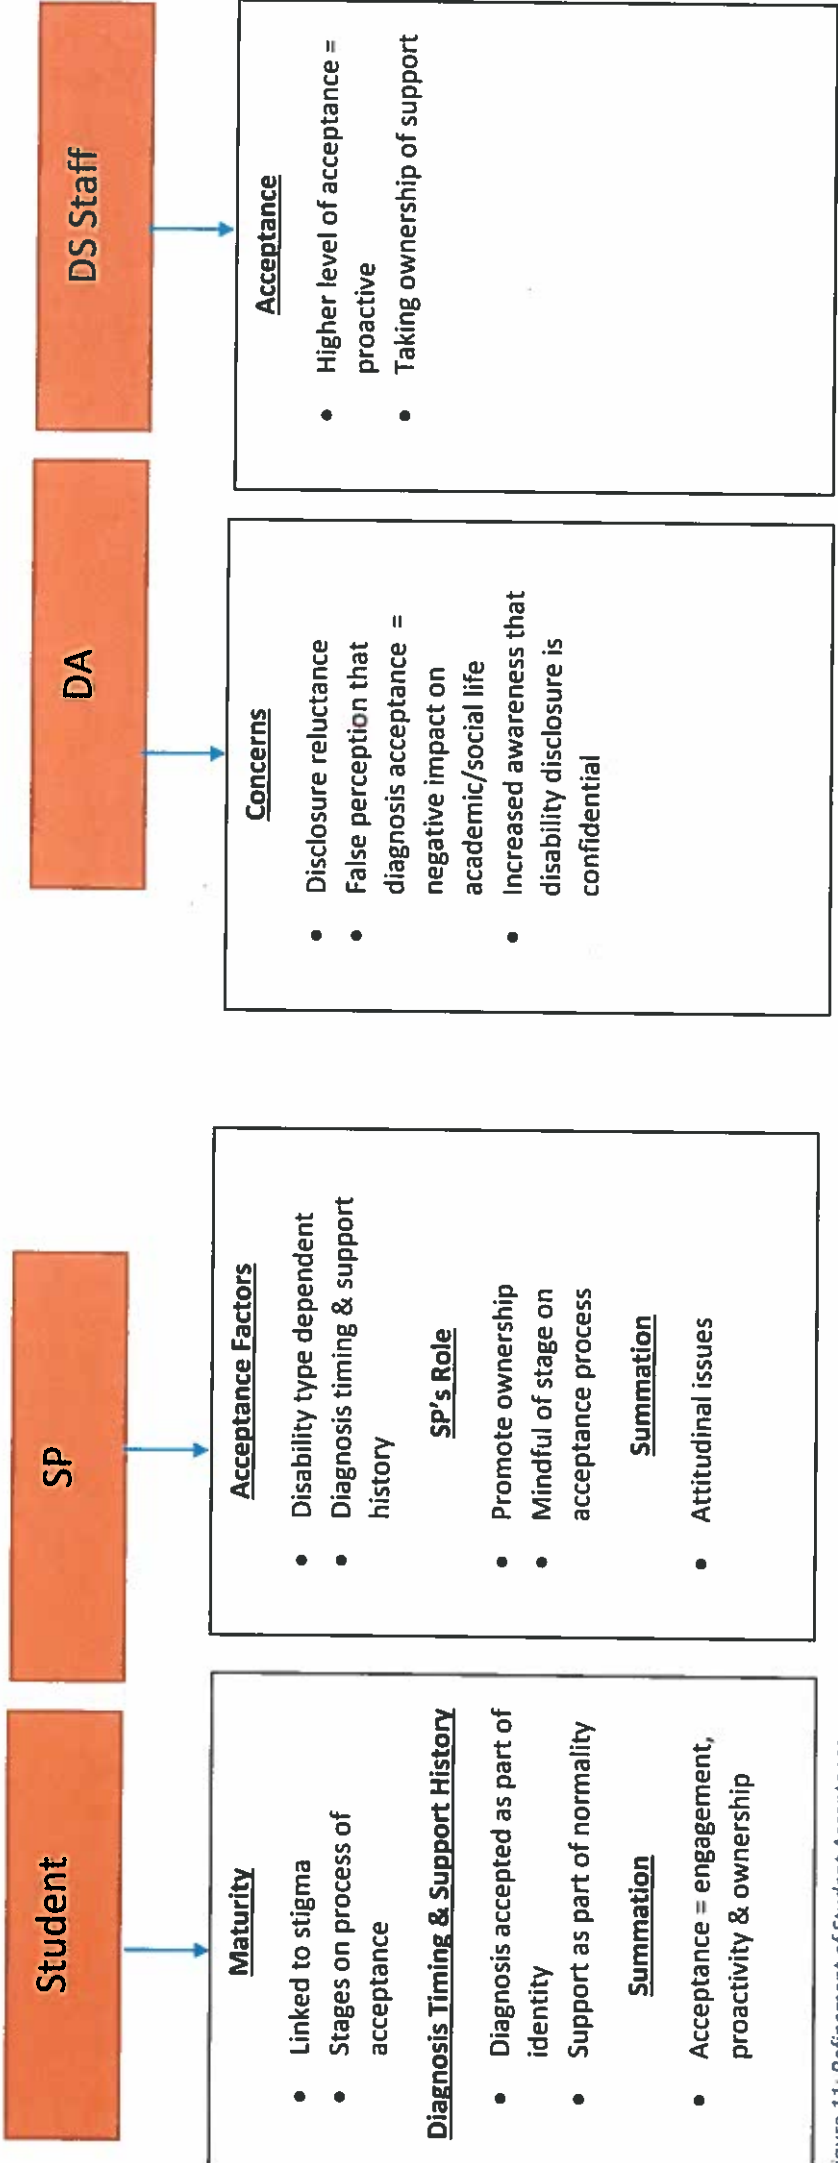 Student
Maturity
• Linked to stigma
• Stages on process of
acceptance
Diagnosis Timing & Support History
• Diagnosis accepted as part of
identity
• Support as part of normality
Summation
• Acceptance = engagement,
proactivity & ownership
SP
Acceptance Factors
• Disability type dependent
• Diagnosis timing & support
history
SP's Role
• Promote ownership
• Mindful of stage on
acceptance process
Summation
• Attitudinal issues
DA
Concerns
• Disclosure reluctance
• False perception that
diagnosis acceptance =
negative impact on
academic/social life
• Increased awareness that
disability disclosure is
confidential
DS Staff
Acceptance
• Higher level of acceptance =
proactive
• Taking ownership of support
11: Refinement of Student